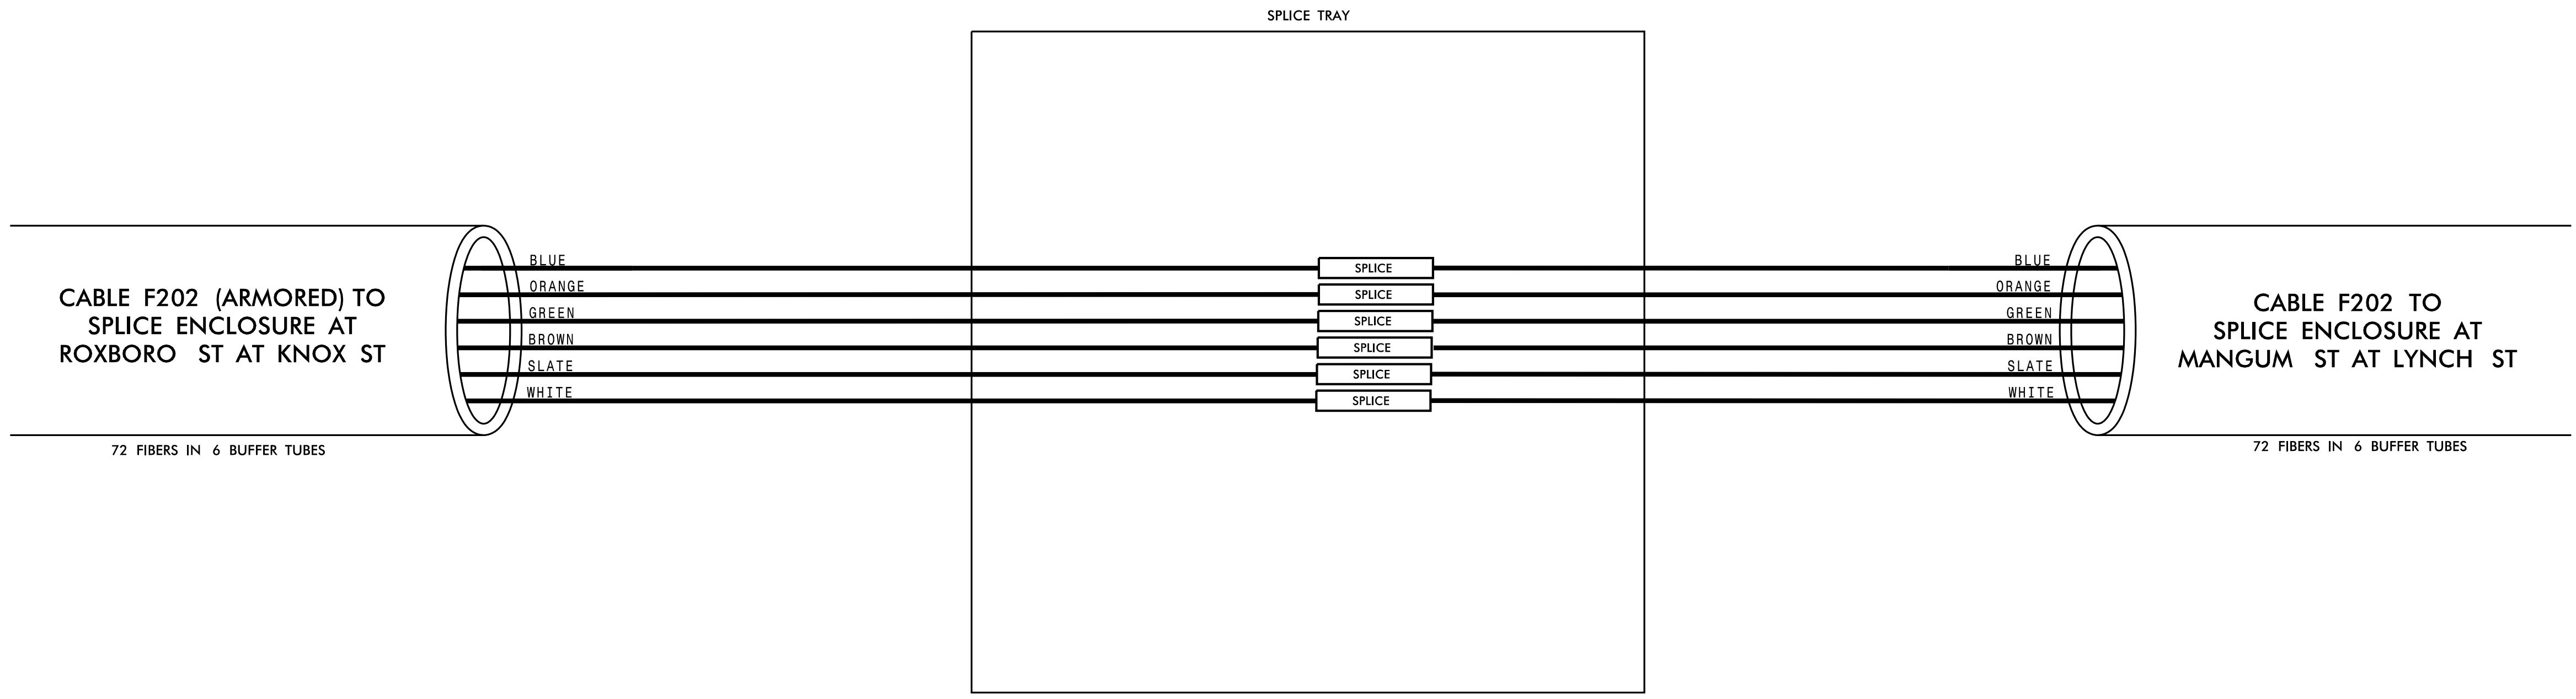 SPLICE TRAY
CABLE F202 (ARMORED) TO
SPLICE ENCLOSURE AT
ROXBORO ST AT KNOX ST
72 FIBERS IN 6 BUFFER TUBES
BLUE
ORANGE
GREEN
BROWN
SLATE
WHITE
SPLICE
SPLICE
SPLICE
SPLICE
SPLICE
SPLICE
BLUE
ORANGE
GREEN
BROWN
SLATE
WHITE
CABLE F202 TO
SPLICE ENCLOSURE AT
MANGUM ST AT LYNCH ST
72 FIBERS IN 6 BUFFER TUBES